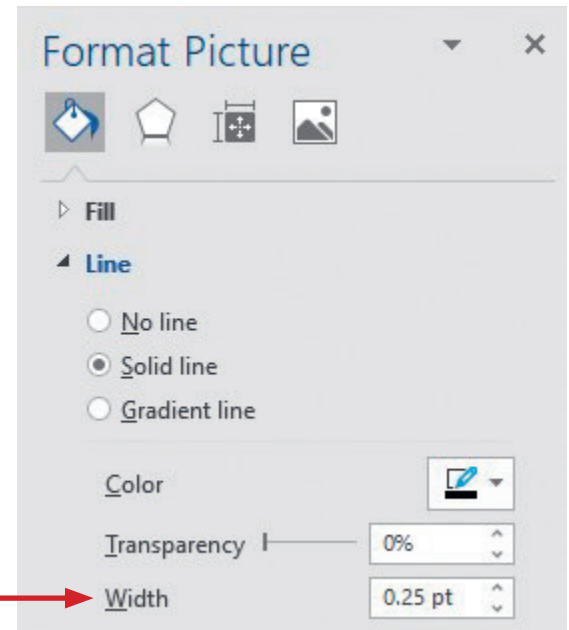 Format Picture
Fill
Line
No line
Solid line
Gradient line
Color
Transparency 0%
Width 0.25 pt